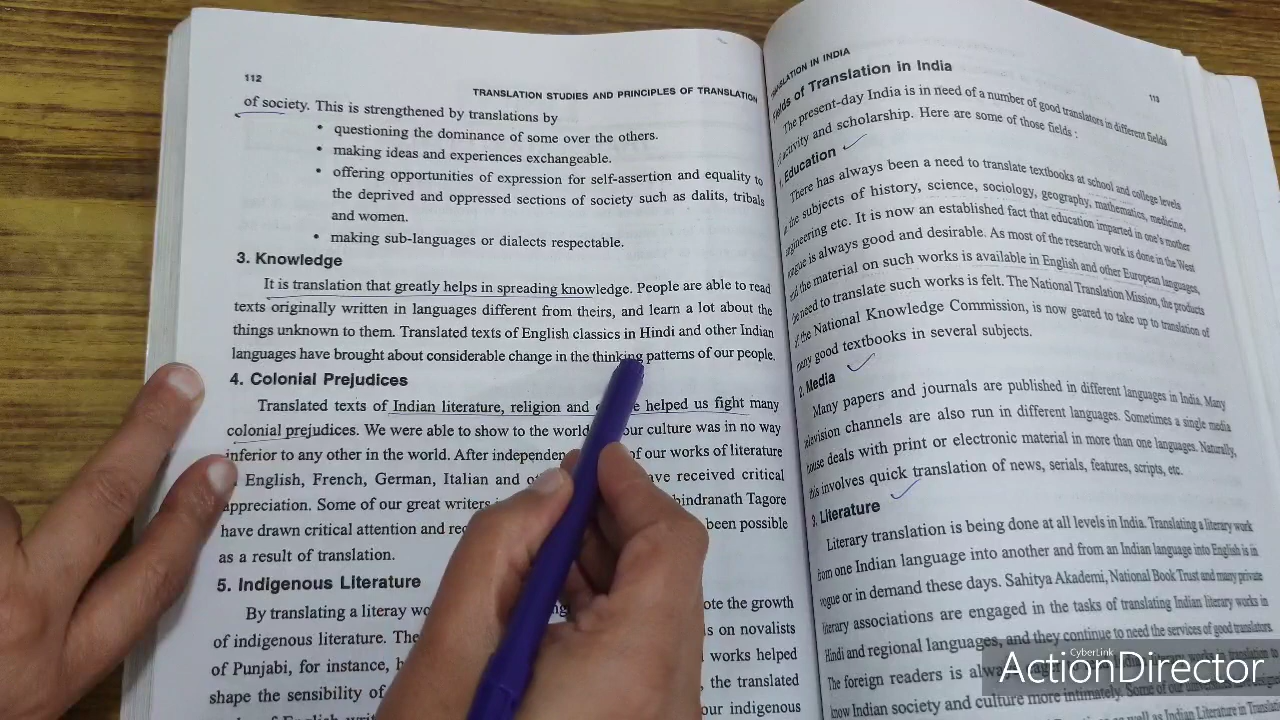 112
TRANSLATION STUDIES AND PRINCIPLES OF TRANSLATION
of society. This is strengthened by translations by
• questioning the dominance of some over the others.
• making ideas and experiences exchangeable.
• offering opportunities of expression for self-assertion and equality to
the deprived and oppressed sections of society such as dalits, tribals
and women.
• making sub-languages or dialects respectable.
3. Knowledge
It is translation that greatly helps in spreading knowledge. People are able to read
texts originally written in languages different from theirs, and learn a lot about the
things unknown to them. Translated texts of English classics in Hindi and other Indian
languages have brought about considerable change in the thinking patterns of our people.
4. Colonial Prejudices
Translated texts of Indian literature, religion and helped us fight many
colonial prejudices. We were able to show to the world our culture was in no way
inferior to any other in the world. After of our works of literature
English, French, German, Italian and have received critical
appreciation. Some of our great writers Tagore
have drawn critical attention and been possible
as a result of translation.
5. Indigenous Literature
By translating a literay the growth
of indigenous literature. on novalists
of Punjabi, for instance, works helped
shape the sensibility of the translated
our indigenous
TRANSLATION IN INDIA
113
Fields of Translation in India
The present-day India is in need of a number of good translators in different fields
of activity and scholarship. Here are some of those fields :
1. Education
There has always been a need to translate textbooks at school and college levels
the subjects of history, science, sociology, geography, mathematics, medicine,
engineering etc. It is now an established fact that education imparted in one's mother
is always good and desirable. As most of the research work is done in the West
and the material on such works is available in English and other European languages,
need to translate such works is felt. The National Translation Mission, the products
of the National Knowledge Commission, is now geared to take up to translation of
many good textbooks in several subjects.
2. Media
Many papers and journals are published in different languages in India. Many
television channels are also run in different languages. Sometimes a single media
house deals with print or electronic material in more than one languages. Naturally,
this involves quick translation of news, serials, features, scripts, etc.
3. Literature
Literary translation is being done at all levels in India. Translating a literary work
from one Indian language into another and from an Indian language into English is in
vogue or in demand these days. Sahitya Akademi, National Book Trust and many private
literary associations are engaged in the tasks of translating Indian literary works in
Hindi and regional languages, and they continue to need the services of good translators.
The foreign readers is
know Indian society and culture more intimately. Some of our
CyberLink
ActionDirector